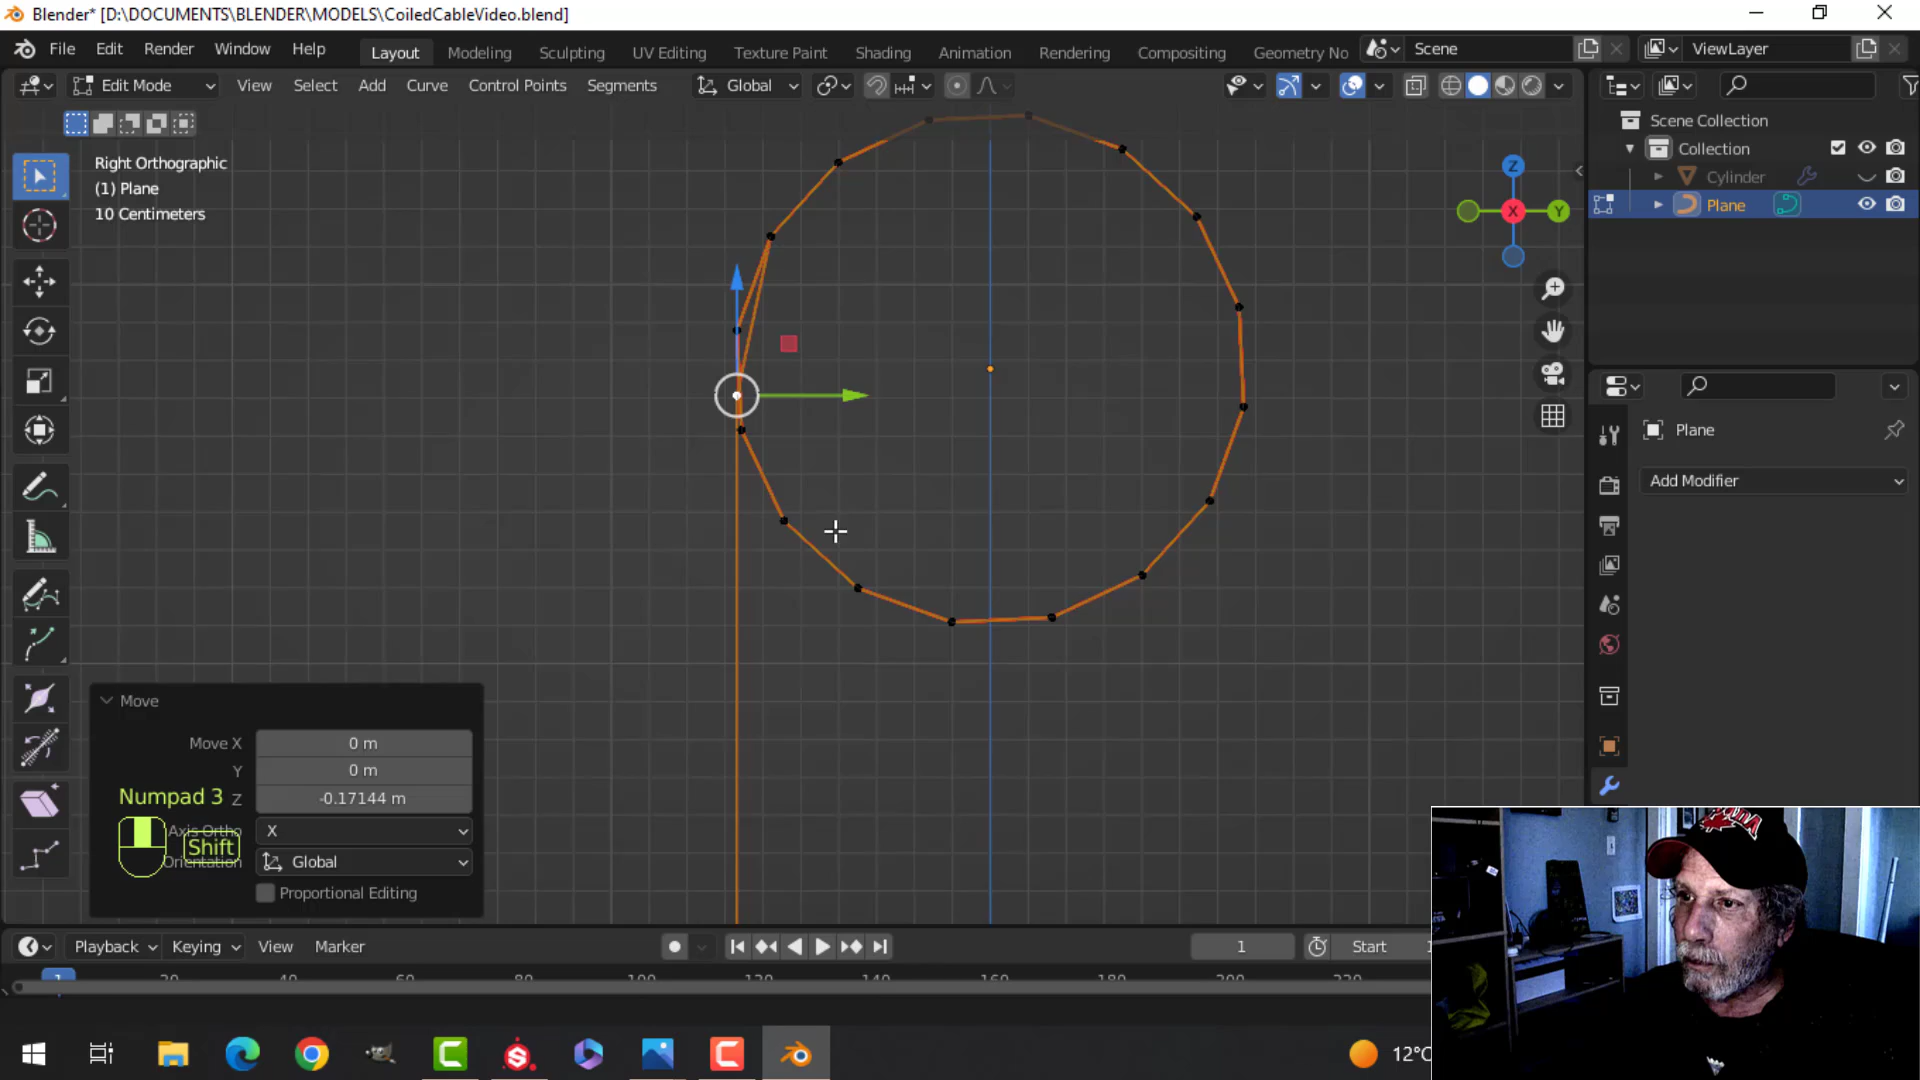 Blender* [D:\DOCUMENTS\BLENDER\MODELS\CoiledCableVideo.blend]
File Edit Render Window Help Layout Modeling Sculpting UV Editing Texture Paint Shading Animation Rendering Compositing Geometry No Scene ViewLayer
Edit Mode View Select Add Curve Control Points Segments Global
Right Orthographic
(1) Plane
10 Centimeters
Z
Y
X
Scene Collection
Collection
Cylinder
Plane
Plane
Add Modifier
Move
Move X 0 m
Y 0 m
Z -0.17144 m
Axis Ortho X
Orientation Global
Proportional Editing
Numpad 3
Shift
Playback Keying View Marker 1 Start
1 20 40 60 80 100 120 140 160 180 200 220
12°C